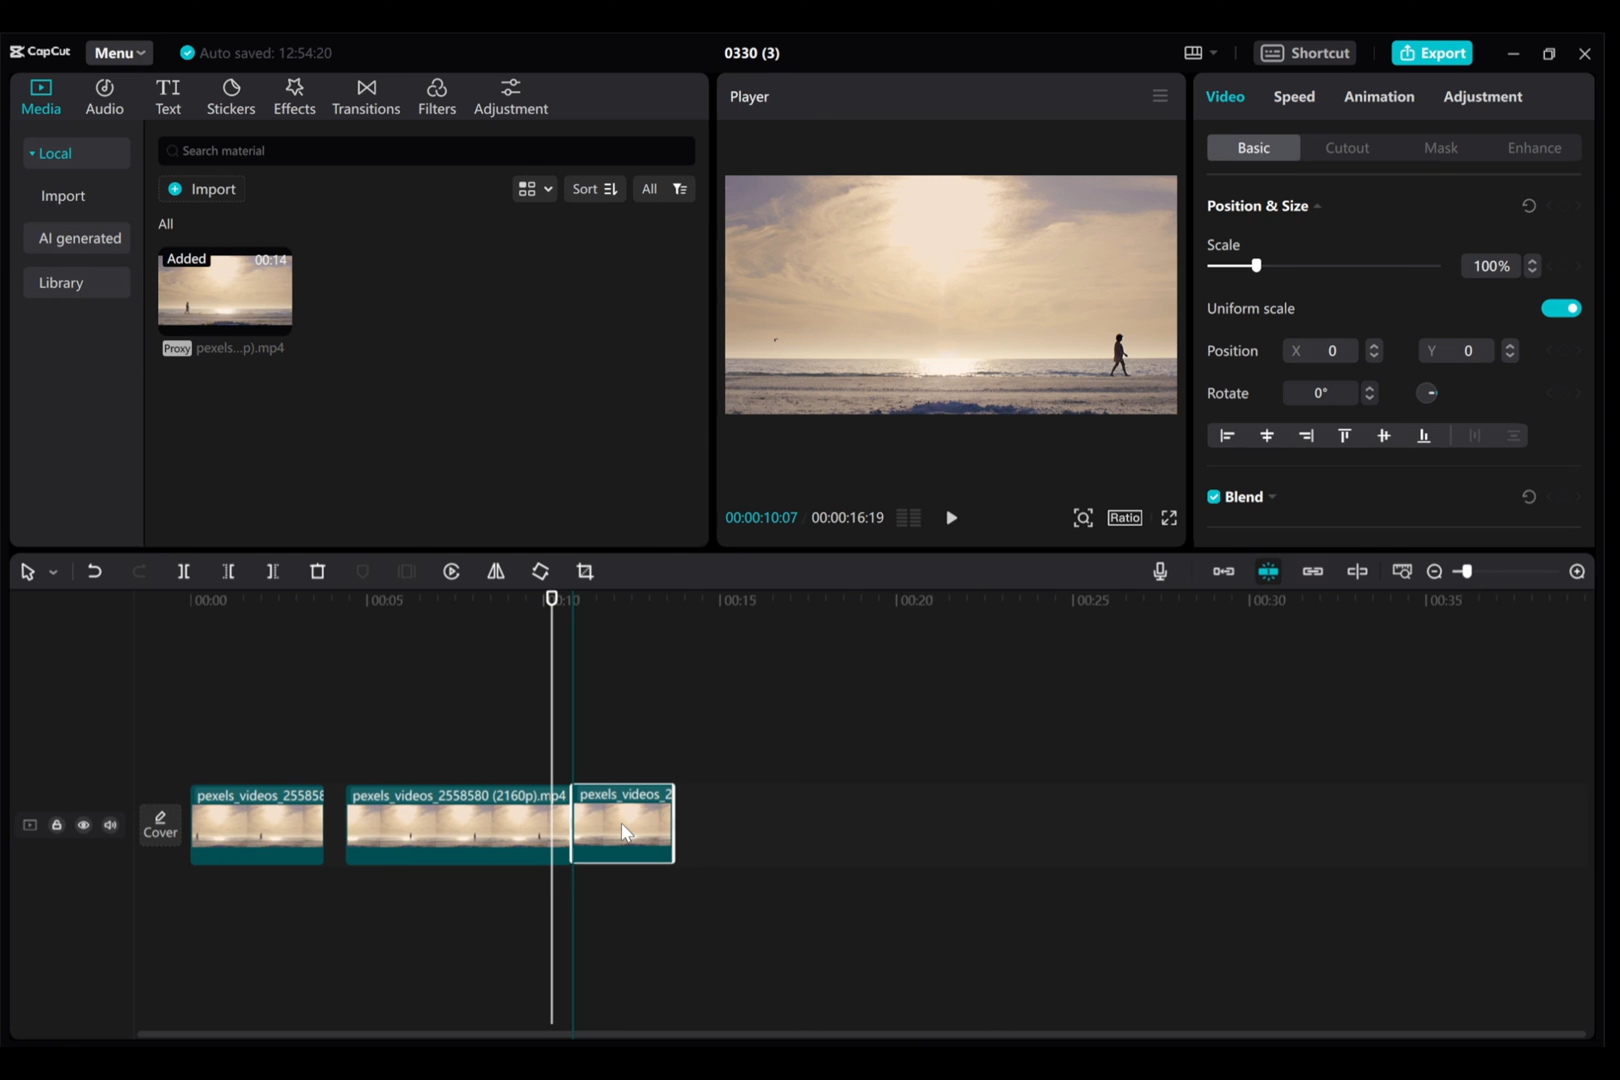 CapCut
Menu
Auto saved: 12:54:20
0330 (3)
Shortcut
Export
Media
Audio
TI
Text
Stickers
Effects
Transitions
Filters
Adjustment
Player
Video
Speed
Animation
Adjustment
Local
Import
AI generated
Library
Search material
Import
Sort
All
All
Added
00:14
Proxy
pexels...p).mp4
Basic
Cutout
Mask
Enhance
Position & Size
Scale
100%
Uniform scale
Position
X 0
Y 0
Rotate
0°
Blend
00:00:10:07
00:00:16:19
Ratio
00:00
00:05
0:10
00:15
00:20
00:25
00:30
00:35
Cover
pexels_videos_25585
pexels_videos_2558580 (2160p).mp4
pexels_videos_2